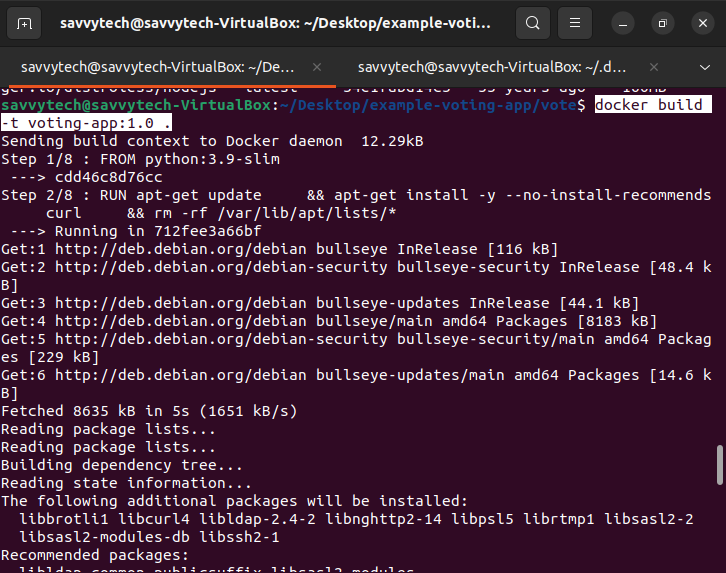 savvytech@savvytech-VirtualBox: ~/Desktop/example-voti...
savvytech@savvytech-VirtualBox: ~/De...
savvytech@savvytech-VirtualBox: ~/.d...
savvytech@savvytech-VirtualBox:~/Desktop/example-voting-app/vote$ docker build
-t voting-app:1.0 .
Sending build context to Docker daemon  12.29kB
Step 1/8 : FROM python:3.9-slim
 ---> cdd46c8d76cc
Step 2/8 : RUN apt-get update     && apt-get install -y --no-install-recommends
     curl     && rm -rf /var/lib/apt/lists/*
 ---> Running in 712fee3a66bf
Get:1 http://deb.debian.org/debian bullseye InRelease [116 kB]
Get:2 http://deb.debian.org/debian-security bullseye-security InRelease [48.4 k
B]
Get:3 http://deb.debian.org/debian bullseye-updates InRelease [44.1 kB]
Get:4 http://deb.debian.org/debian bullseye/main amd64 Packages [8183 kB]
Get:5 http://deb.debian.org/debian-security bullseye-security/main amd64 Packag
es [229 kB]
Get:6 http://deb.debian.org/debian bullseye-updates/main amd64 Packages [14.6 k
B]
Fetched 8635 kB in 5s (1651 kB/s)
Reading package lists...
Reading package lists...
Building dependency tree...
Reading state information...
The following additional packages will be installed:
  libbrotli1 libcurl4 libldap-2.4-2 libnghttp2-14 libpsl5 librtmp1 libsasl2-2
  libsasl2-modules-db libssh2-1
Recommended packages:
  libldap-common publicsuffix libsasl2-modules